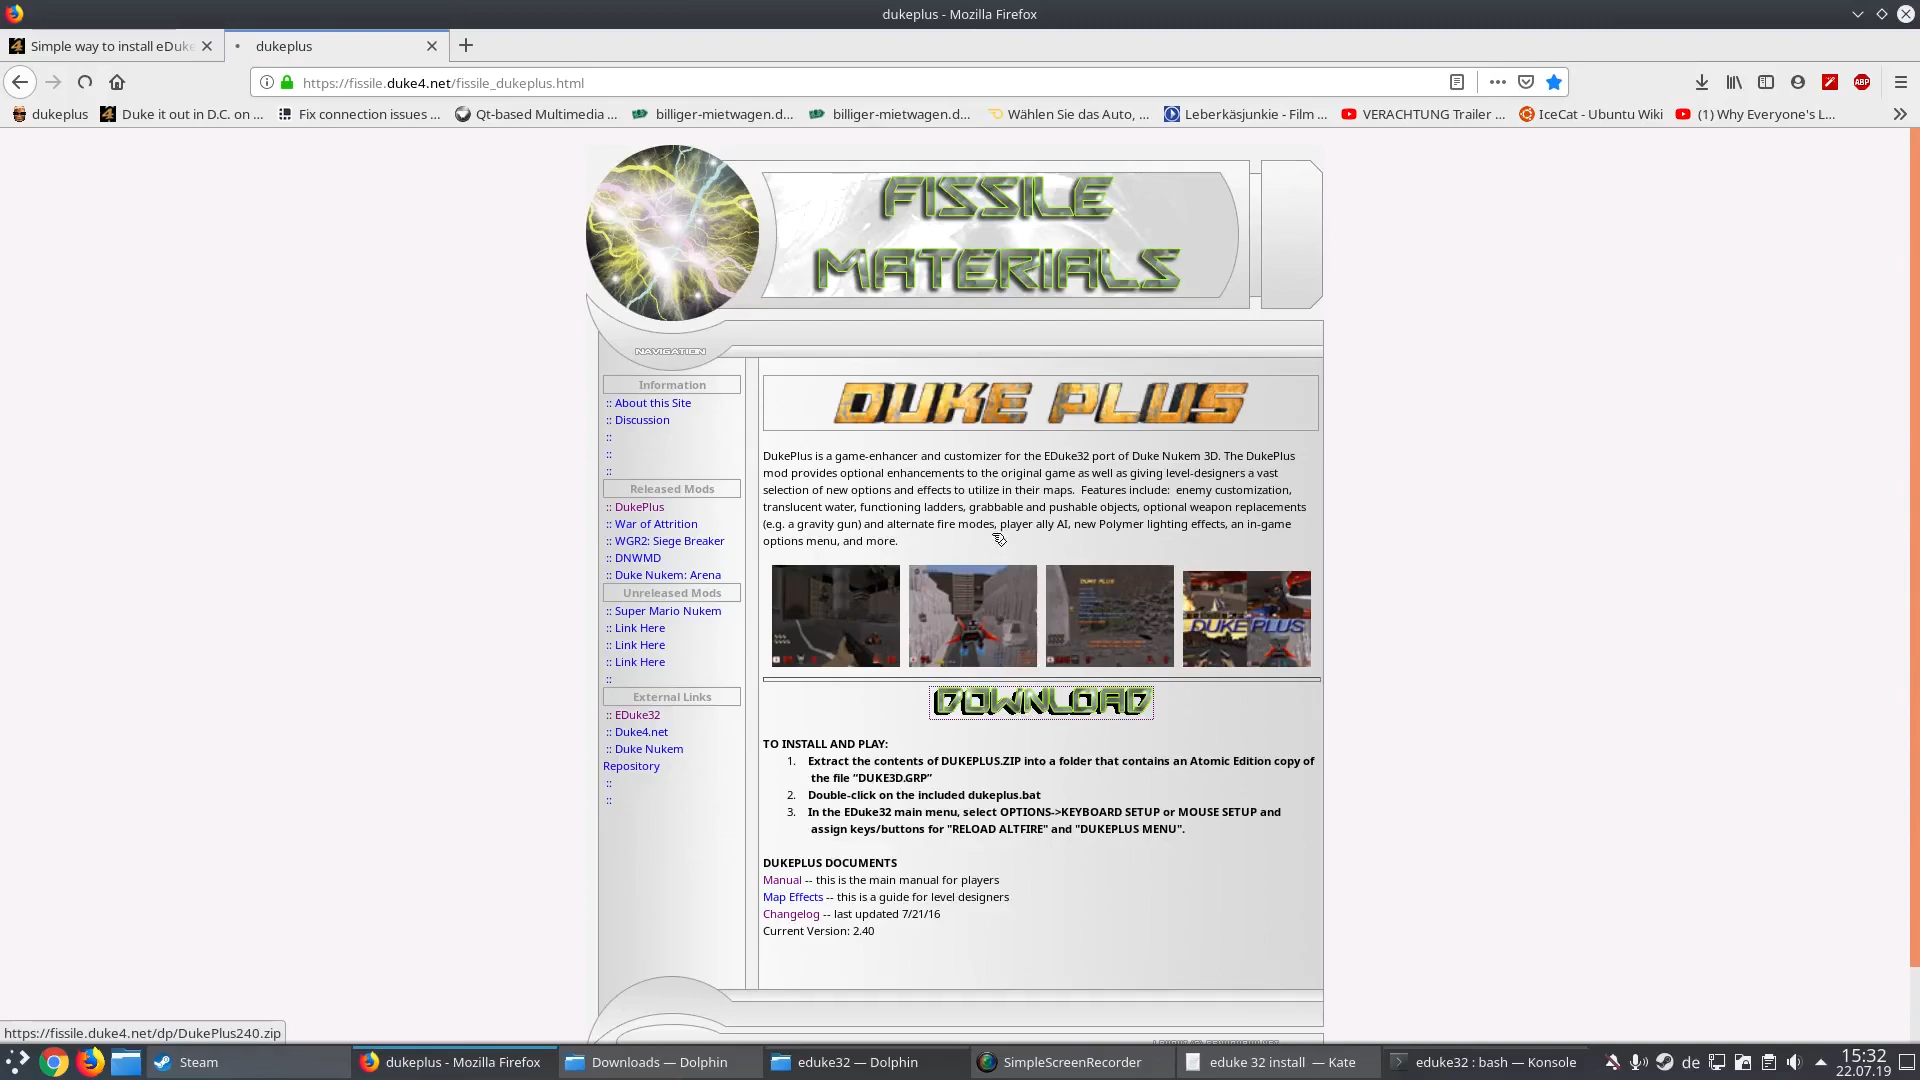 dukeplus - Mozilla Firefox
Simple way to install eDuke
dukeplus
https://fissile.duke4.net/fissile_dukeplus.html
ABP
dukeplus
Duke it out in D.C. on ...
Fix connection issues ...
Qt-based Multimedia ...
billiger-mietwagen.d...
billiger-mietwagen.d...
Wählen Sie das Auto, ...
Leberkäsjunkie - Film ...
VERACHTUNG Trailer ...
IceCat - Ubuntu Wiki
(1) Why Everyone's L...
FISSILE
MATERIALS
NAVIGATION
Information
:: About this Site
:: Discussion
::
::
::
Released Mods
:: DukePlus
:: War of Attrition
:: WGR2: Siege Breaker
:: DNWMD
:: Duke Nukem: Arena
Unreleased Mods
:: Super Mario Nukem
:: Link Here
:: Link Here
:: Link Here
::
External Links
:: EDuke32
:: Duke4.net
:: Duke Nukem
Repository
::
::
DUKE PLUS
DukePlus is a game-enhancer and customizer for the EDuke32 port of Duke Nukem 3D. The DukePlus
mod provides optional enhancements to the original game as well as giving level-designers a vast
selection of new options and effects to utilize in their maps.  Features include:  enemy customization,
translucent water, functioning ladders, grabbable and pushable objects, optional weapon replacements
(e.g. a gravity gun) and alternate fire modes, player ally AI, new Polymer lighting effects, an in-game
options menu, and more.
DUKE PLUS
DUKE PLUS
DOWNLOAD
TO INSTALL AND PLAY:
1. Extract the contents of DUKEPLUS.ZIP into a folder that contains an Atomic Edition copy of
the file ”DUKE3D.GRP”
2. Double-click on the included dukeplus.bat
3. In the EDuke32 main menu, select OPTIONS->KEYBOARD SETUP or MOUSE SETUP and
assign keys/buttons for "RELOAD ALTFIRE" and "DUKEPLUS MENU".
DUKEPLUS DOCUMENTS
Manual -- this is the main manual for players
Map Effects -- this is a guide for level designers
Changelog -- last updated 7/21/16
Current Version: 2.40
https://fissile.duke4.net/dp/DukePlus240.zip
Steam
dukeplus - Mozilla Firefox
Downloads — Dolphin
eduke32 — Dolphin
SimpleScreenRecorder
eduke 32 install — Kate
eduke32 : bash — Konsole
de
15:32
22.07.19